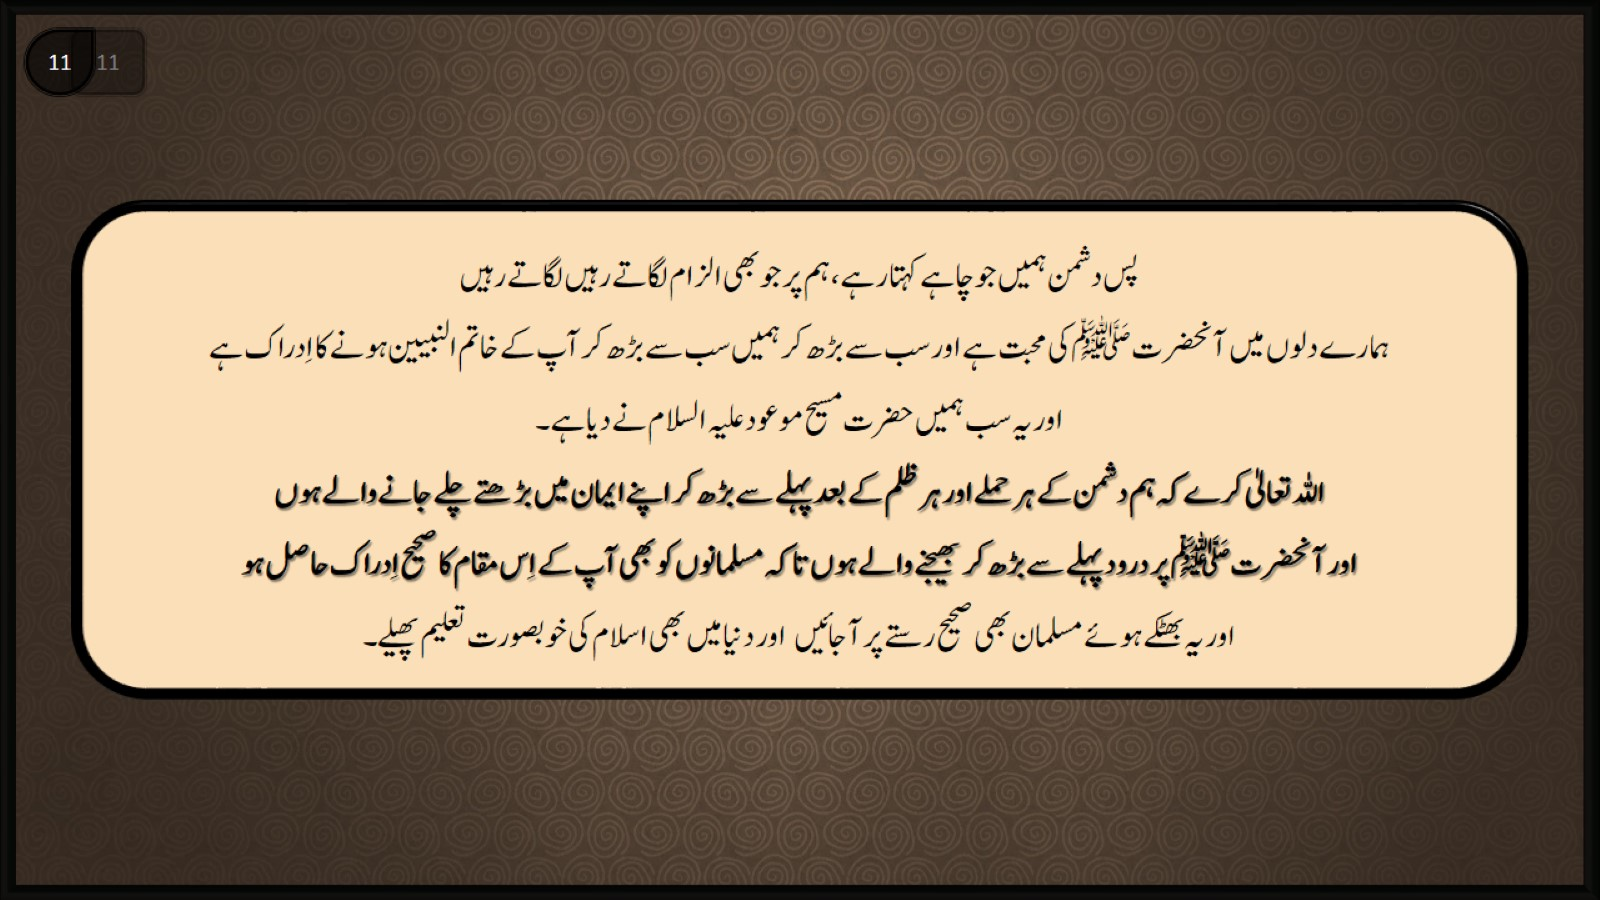 11 11
پس دشمن ہمیں جو چاہے کہتا رہے، ہم پر جو بھی الزام لگاتے رہیں لگاتے رہیں
ہمارے دلوں میں آنحضرت ﷺ کی محبت ہے اور سب سے بڑھ کر ہمیں سب سے بڑھ کر آپ کے خاتم النبیین ہونے کا اِدراک ہے
اور یہ سب ہمیں حضرت مسیح موعود علیہ السلام نے دیا ہے۔
اللہ تعالیٰ کرے کہ ہم دشمن کے ہر حملے اور ہر ظلم کے بعد پہلے سے بڑھ کر اپنے ایمان میں بڑھتے چلے جانے والے ہوں
اور آنحضرت ﷺ پر درود پہلے سے بڑھ کر بھیجنے والے ہوں تا کہ مسلمانوں کو بھی آپ کے اِس مقام کا صحیح اِدراک حاصل ہو
اور یہ بھٹکے ہوئے مسلمان بھی صحیح رستے پر آ جائیں اور دنیا میں بھی اسلام کی خوبصورت تعلیم پھیلے۔